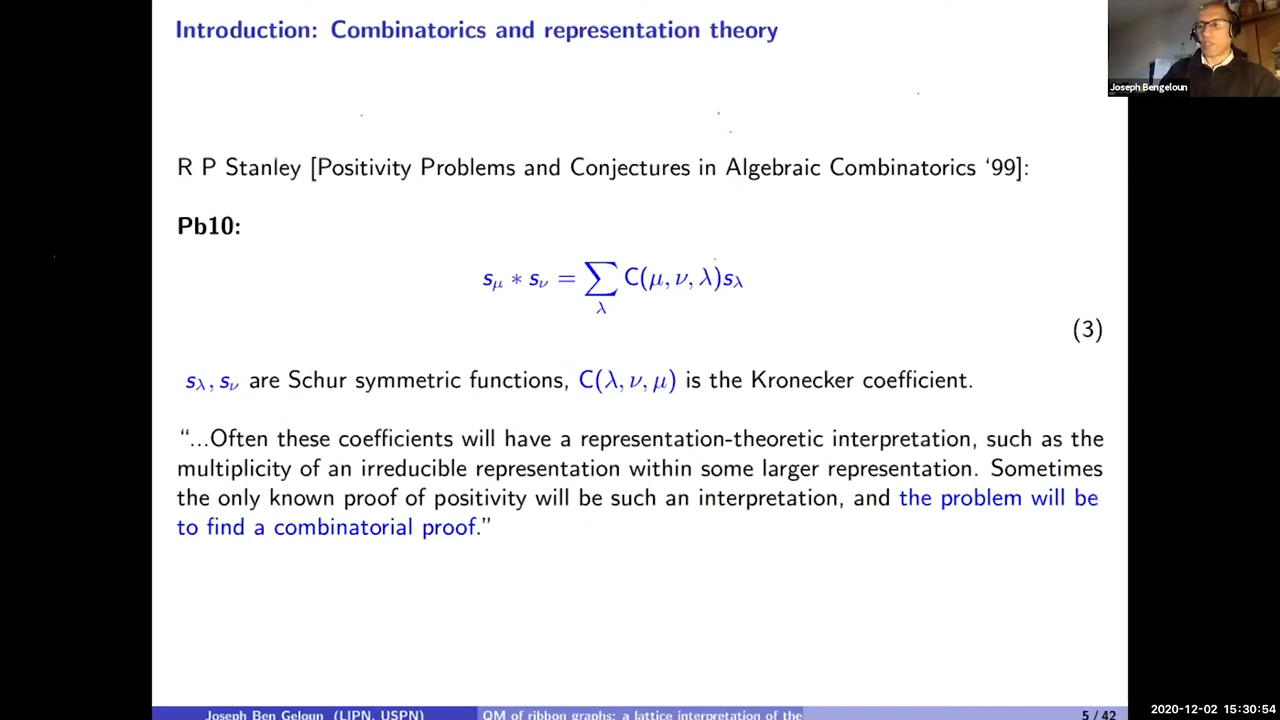 Introduction: Combinatorics and representation theory
Joseph Bengeloun
R P Stanley [Positivity Problems and Conjectures in Algebraic Combinatorics ‘99]:
Pb10:
s_μ ∗ s_ν = ∑_λ C(μ, ν, λ)s_λ
(3)
s_λ, s_ν are Schur symmetric functions, C(λ, ν, μ) is the Kronecker coefficient.
“...Often these coefficients will have a representation-theoretic interpretation, such as the
multiplicity of an irreducible representation within some larger representation. Sometimes
the only known proof of positivity will be such an interpretation, and the problem will be
to find a combinatorial proof.”
Joseph Ben Geloun (LIPN, USPN) QM of ribbon graphs: a lattice interpretation of the 5 / 42
2020-12-02 15:30:54